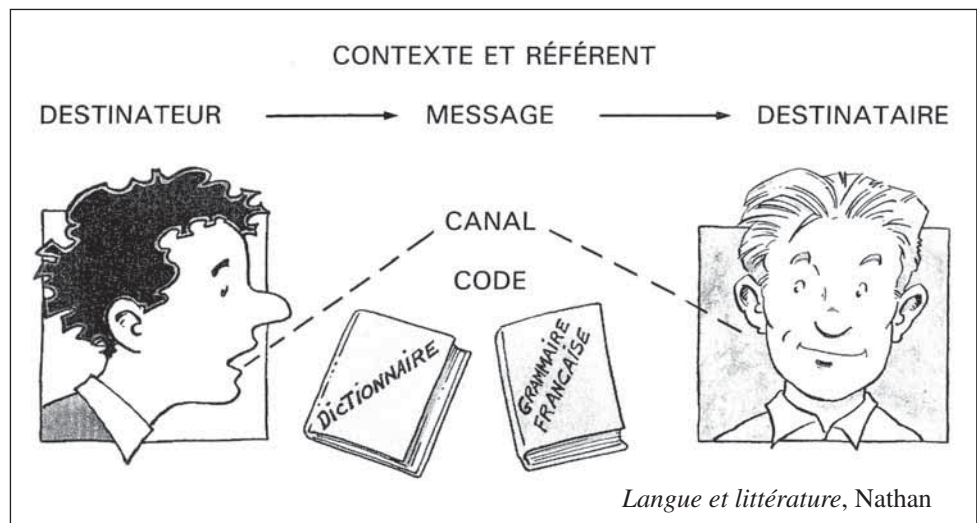 CONTEXTE ET RÉFÉRENT
DESTINATEUR MESSAGE DESTINATAIRE
CANAL
CODE
DICTIONNAIRE
GRAMMAIRE
FRANÇAISE
Langue et littérature, Nathan